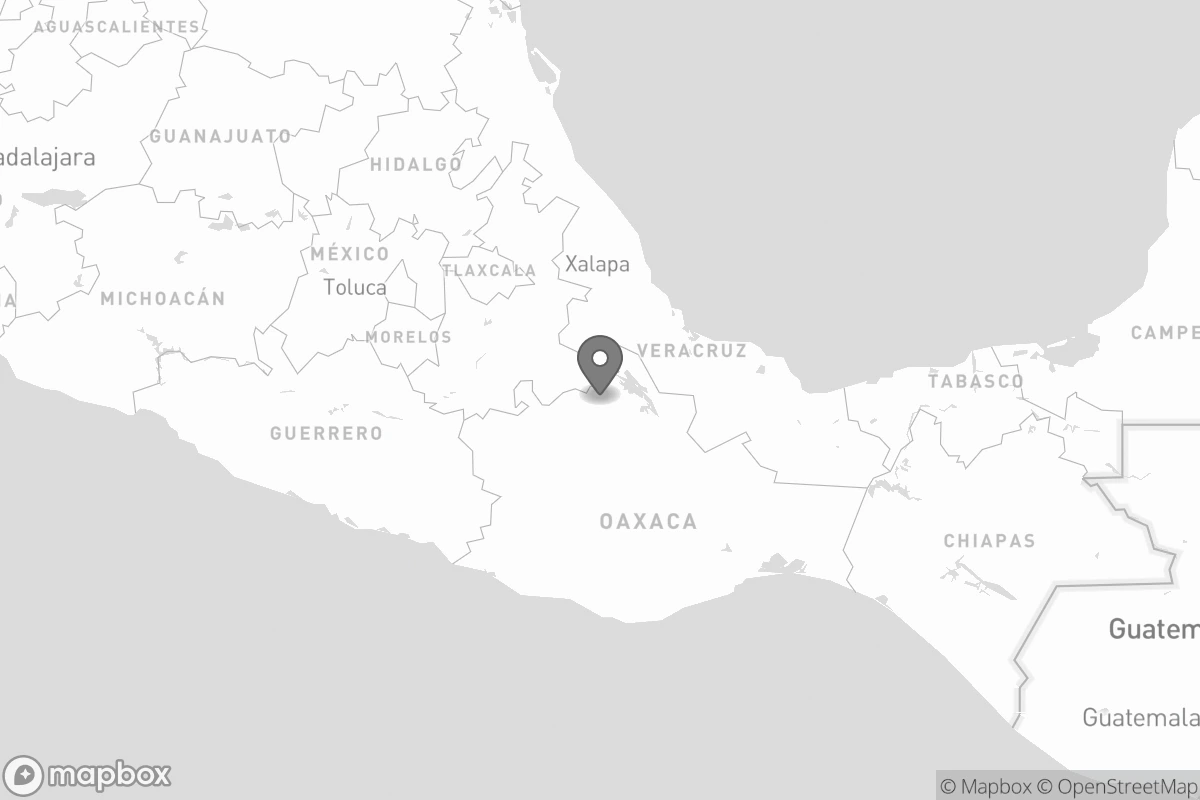 AGUASCALIENTES
GUANAJUATO
adalajara
HIDALGO
MÉXICO
Xalapa
TLAXCALA
Toluca
MICHOACÁN
A
MORELOS
VERACRUZ
CAMPE
TABASCO
GUERRERO
OAXACA
CHIAPAS
Guatem
Guatemala
mapbox
© Mapbox © OpenStreetMap